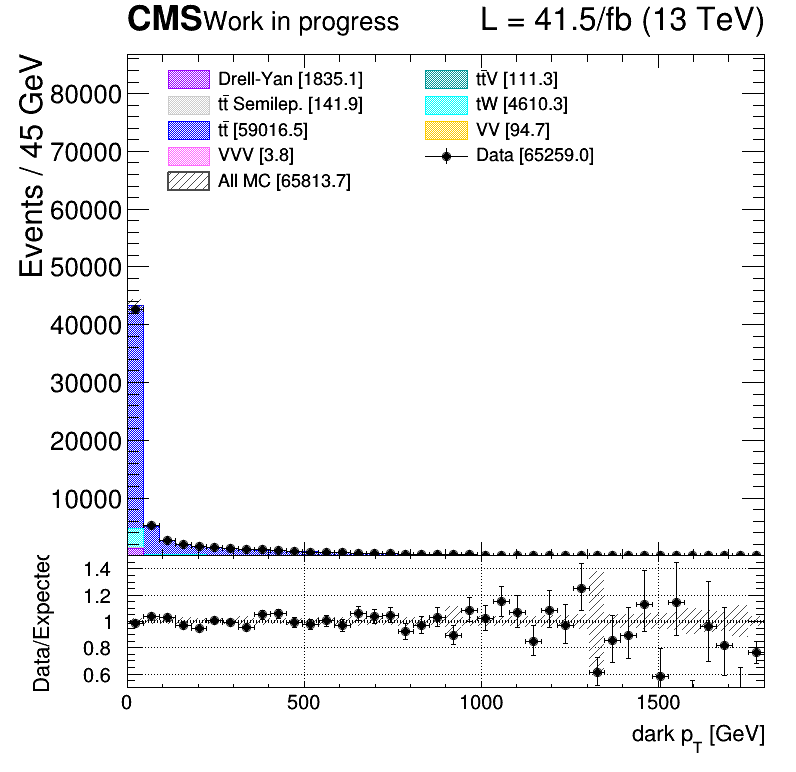 CMS Work in progress L = 41.5/fb (13 TeV)
Events / 45 GeV
Drell-Yan [1835.1]
tt̄ Semilep. [141.9]
tt̄ [59016.5]
VVV [3.8]
All MC [65813.7]
tt̄V [111.3]
tW [4610.3]
VV [94.7]
Data [65259.0]
80000
70000
60000
50000
40000
30000
20000
10000
Data/Expected
1.4
1.2
1
0.8
0.6
0 500 1000 1500
dark p_T [GeV]